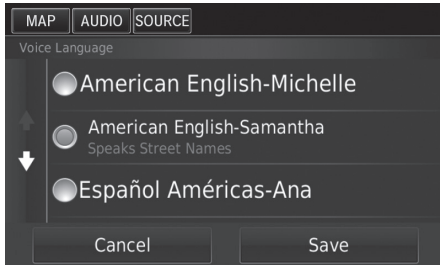 MAP AUDIO SOURCE
Voice Language
American English-Michelle
American English-Samantha
Speaks Street Names
Español Américas-Ana
Cancel Save